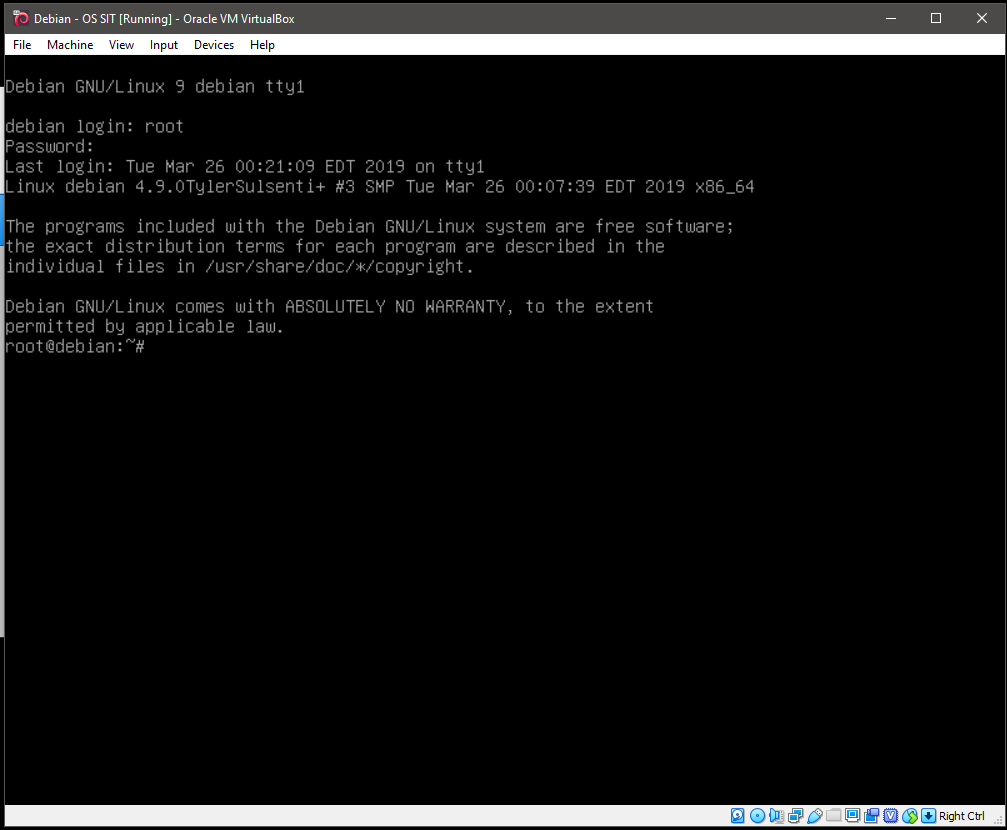 Debian - OS SIT [Running] - Oracle VM VirtualBox
File Machine View Input Devices Help
Debian GNU/Linux 9 debian tty1
debian login: root
Password:
Last login: Tue Mar 26 00:21:09 EDT 2019 on tty1
Linux debian 4.9.0TylerSulsenti+ #3 SMP Tue Mar 26 00:07:39 EDT 2019 x86_64
The programs included with the Debian GNU/Linux system are free software;
the exact distribution terms for each program are described in the
individual files in /usr/share/doc/*/copyright.
Debian GNU/Linux comes with ABSOLUTELY NO WARRANTY, to the extent
permitted by applicable law.
root@debian:~#
Right Ctrl